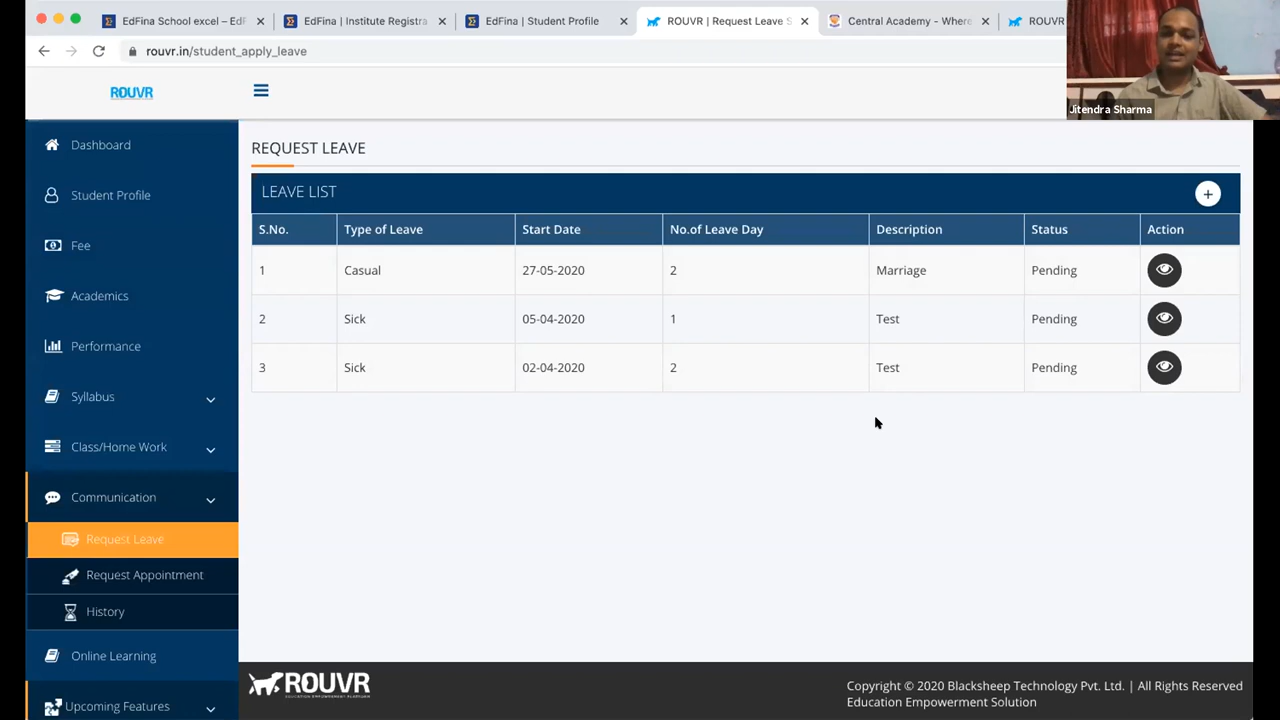 EdFina School excel – EdF
EdFina | Institute Registra
EdFina | Student Profile
ROUVR | Request Leave S
Central Academy - Where
ROUVR
rouvr.in/student_apply_leave
Jitendra Sharma
ROUVR
Dashboard
Student Profile
Fee
Academics
Performance
Syllabus
Class/Home Work
Communication
Request Leave
Request Appointment
History
Online Learning
Upcoming Features
REQUEST LEAVE
LEAVE LIST
S.No. Type of Leave Start Date No.of Leave Day Description Status Action
1 Casual 27-05-2020 2 Marriage Pending
2 Sick 05-04-2020 1 Test Pending
3 Sick 02-04-2020 2 Test Pending
ROUVR
EDUCATION EMPOWERMENT PLATFORM
Copyright © 2020 Blacksheep Technology Pvt. Ltd. | All Rights Reserved
Education Empowerment Solution